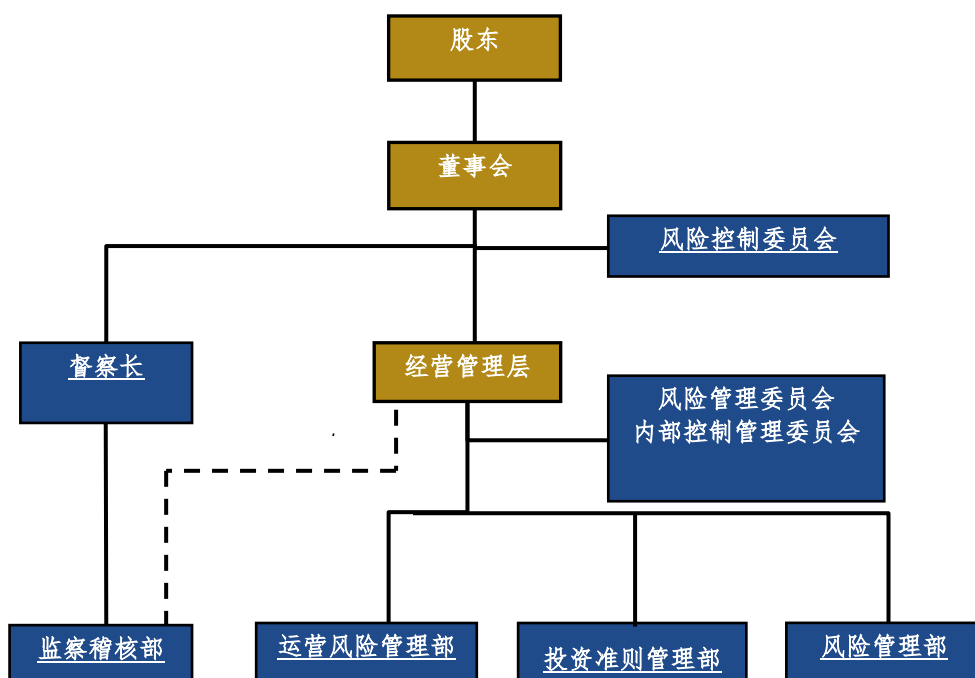 股东
董事会
风险控制委员会
督察长
经营管理层
风险管理委员会
内部控制管理委员会
监察稽核部
运营风险管理部
投资准则管理部
风险管理部